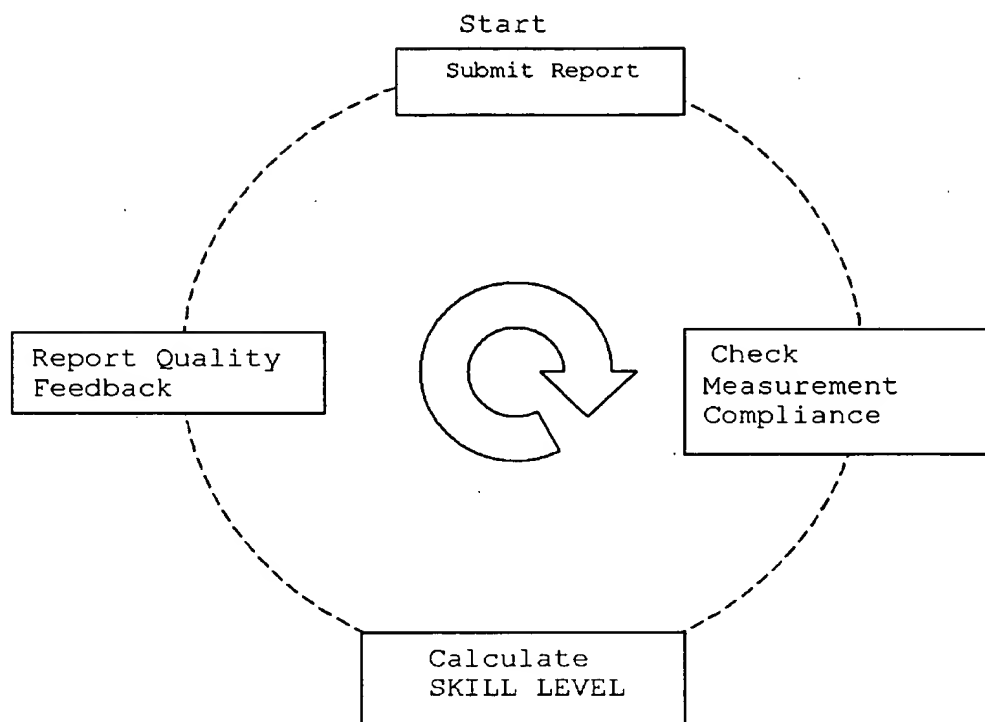 Start
Submit Report
Check
Measurement
Compliance
Calculate
SKILL LEVEL
Report Quality
Feedback